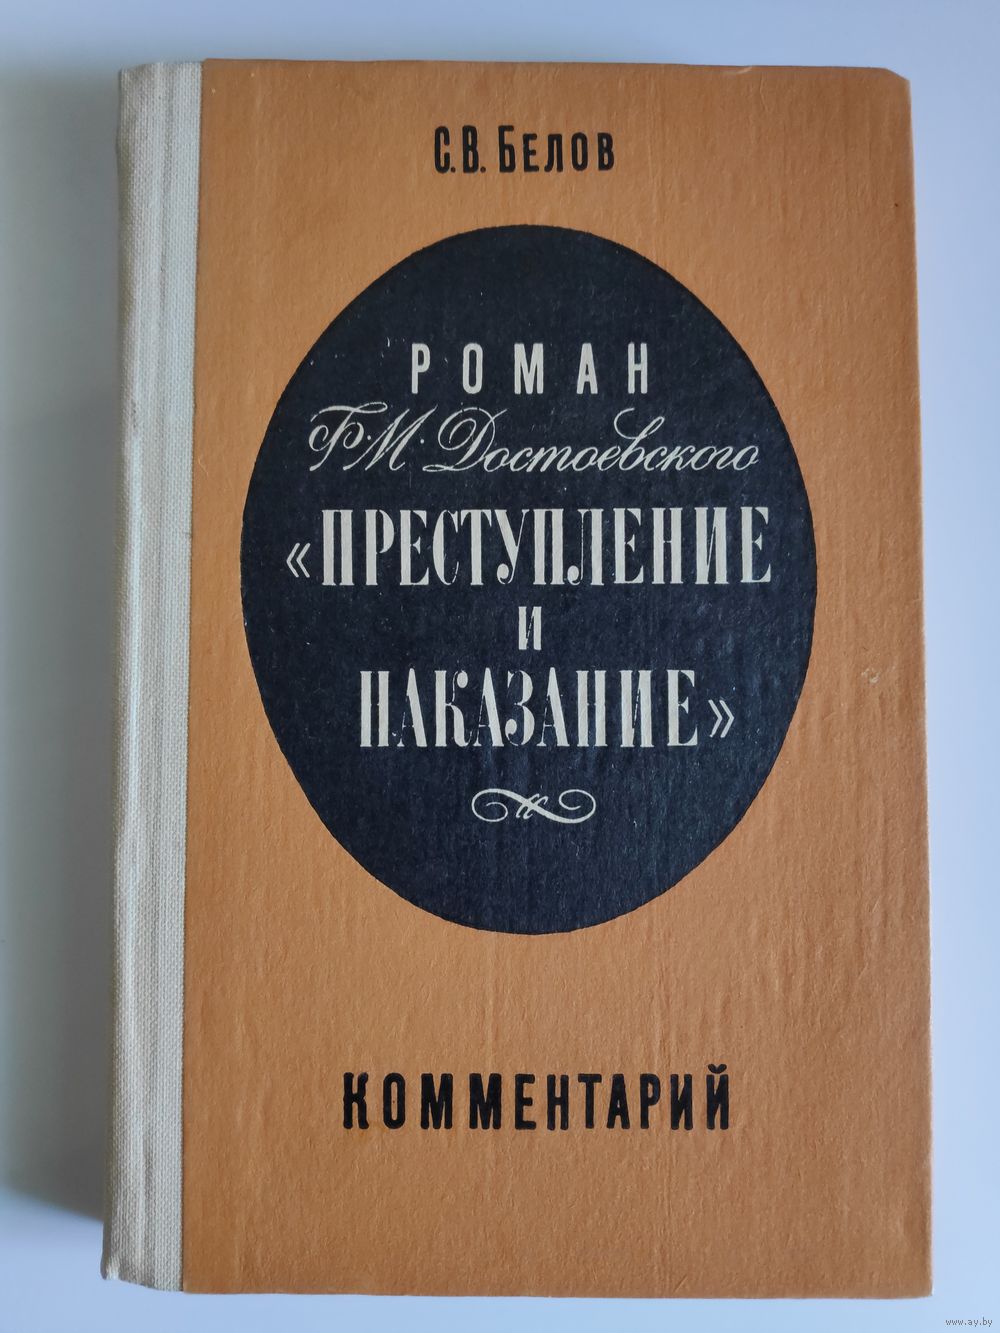 С.В. БЕЛОВ
РОМАН
Ф.М. Достоевского
«ПРЕСТУПЛЕНИЕ
И
НАКАЗАНИЕ»
КОММЕНТАРИЙ
www.ay.by